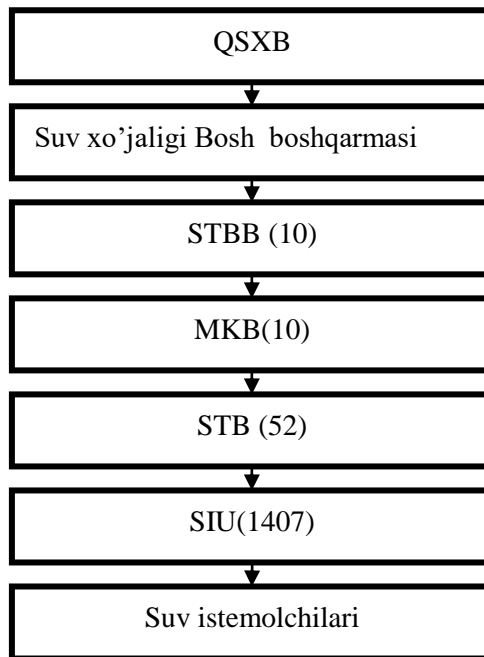 QSXB
Suv xo’jaligi Bosh boshqarmasi
STBB (10)
MKB(10)
STB (52)
SIU(1407)
Suv istemolchilari